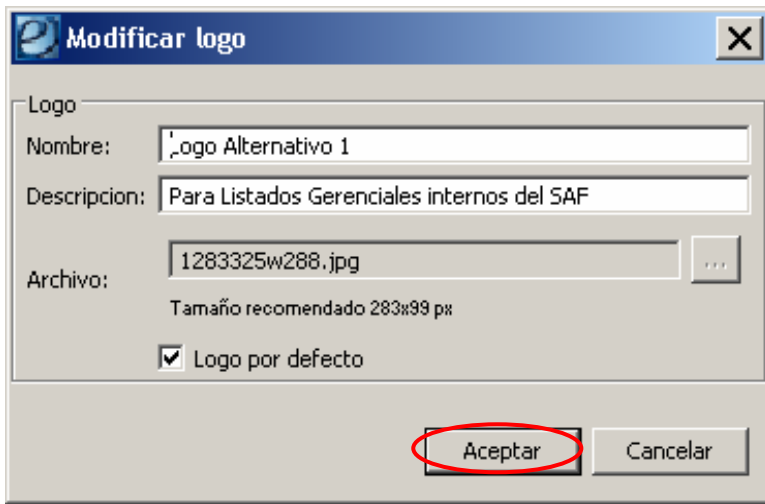 Modificar logo
Logo
Nombre: Logo Alternativo 1
Descripcion: Para Listados Gerenciales internos del SAF
Archivo: 1283325w288.jpg ...
Tamaño recomendado 283x99 px
Logo por defecto
Aceptar Cancelar